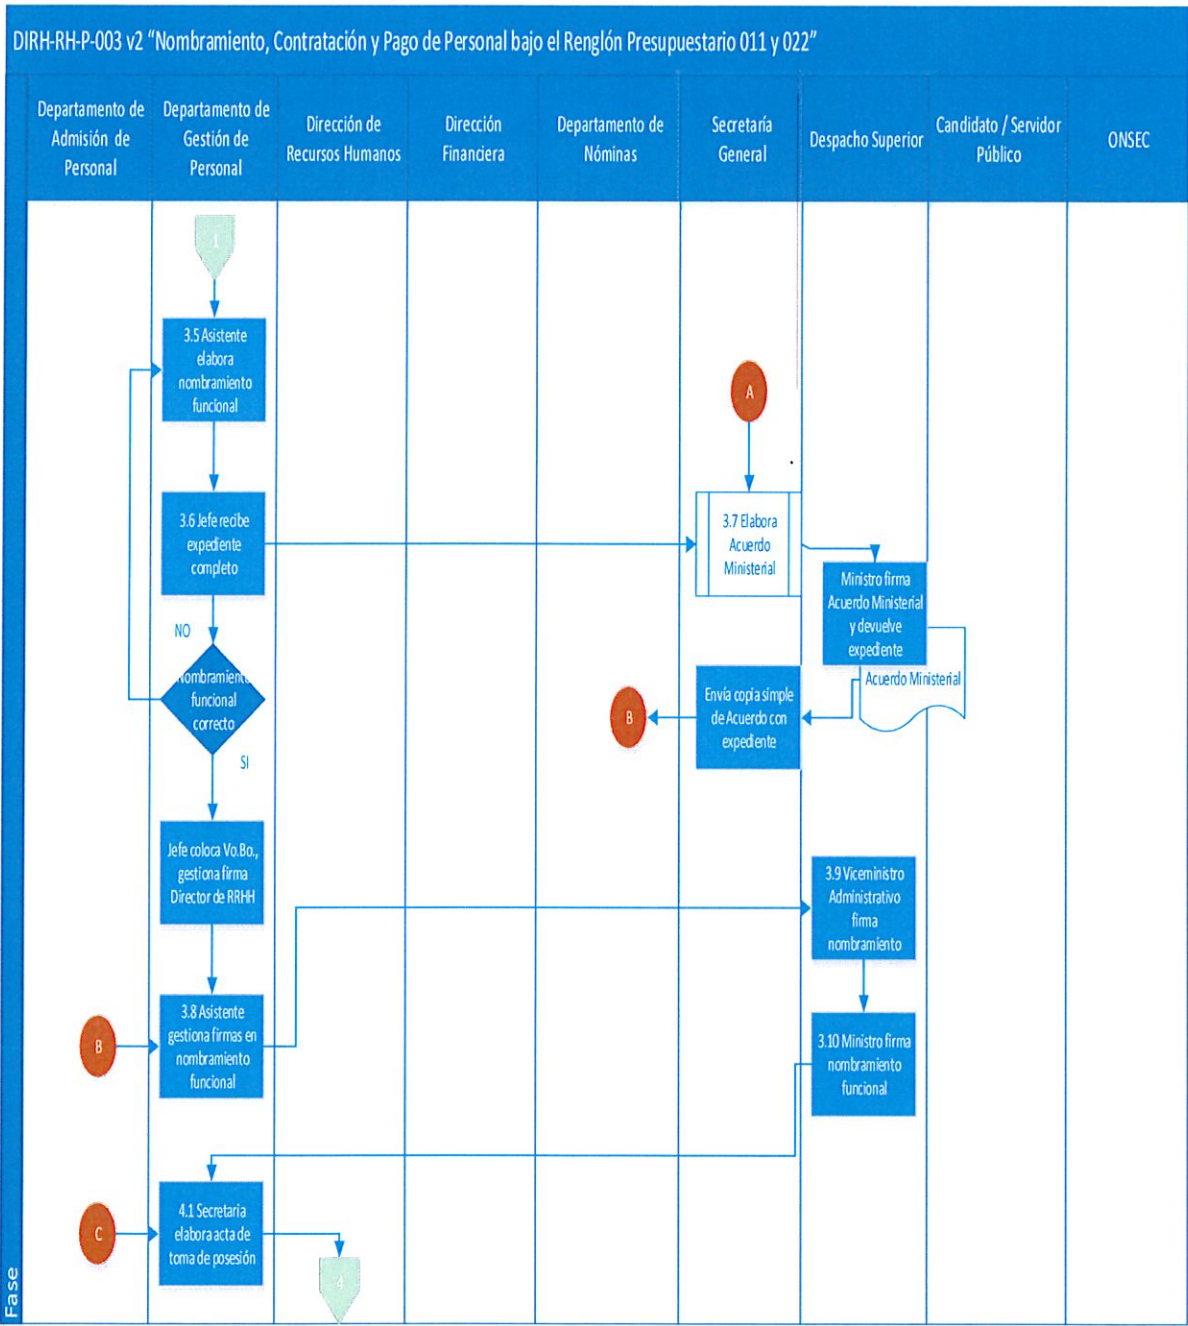 DIRH-RH-P-003 v2 “Nombramiento, Contratación y Pago de Personal bajo el Renglón Presupuestario 011 y 022”
Departamento de
Admisión de
Personal
Departamento de
Gestión de
Personal
Dirección de
Recursos Humanos
Dirección
Financiera
Departamento de
Nóminas
Secretaría
General
Despacho Superior
Candidato / Servidor
Público
ONSEC
1
3.5 Asistente
elabora
nombramiento
funcional
A
3.6 Jefe recibe
expediente
completo
3.7 Elabora
Acuerdo
Ministerial
Ministro firma
Acuerdo Ministerial
y devuelve
expediente
Acuerdo Ministerial
NO
Nombramiento
funcional
correcto
SI
Envía copia simple
de Acuerdo con
expediente
B
Jefe coloca Vo.Bo.,
gestiona firma
Director de RRHH
3.9 Viceministro
Administrativo
firma
nombramiento
B
3.8 Asistente
gestiona firmas en
nombramiento
funcional
3.10 Ministro firma
nombramiento
funcional
C
4.1 Secretaria
elabora acta de
toma de posesión
4
Fase